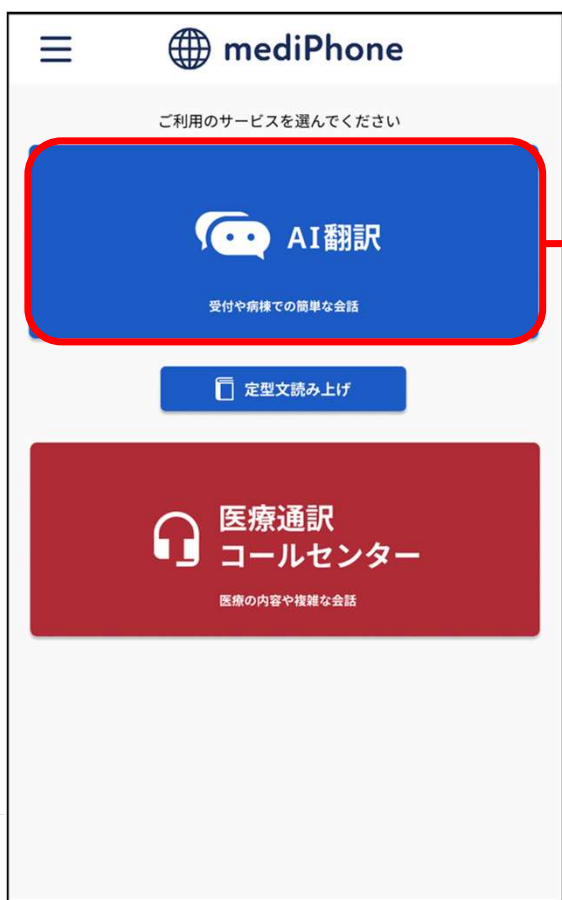 mediPhone
ご利用のサービスを選んでください
AI翻訳
受付や病棟での簡単な会話
定型文読み上げ
医療通訳
コールセンター
医療の内容や複雑な会話